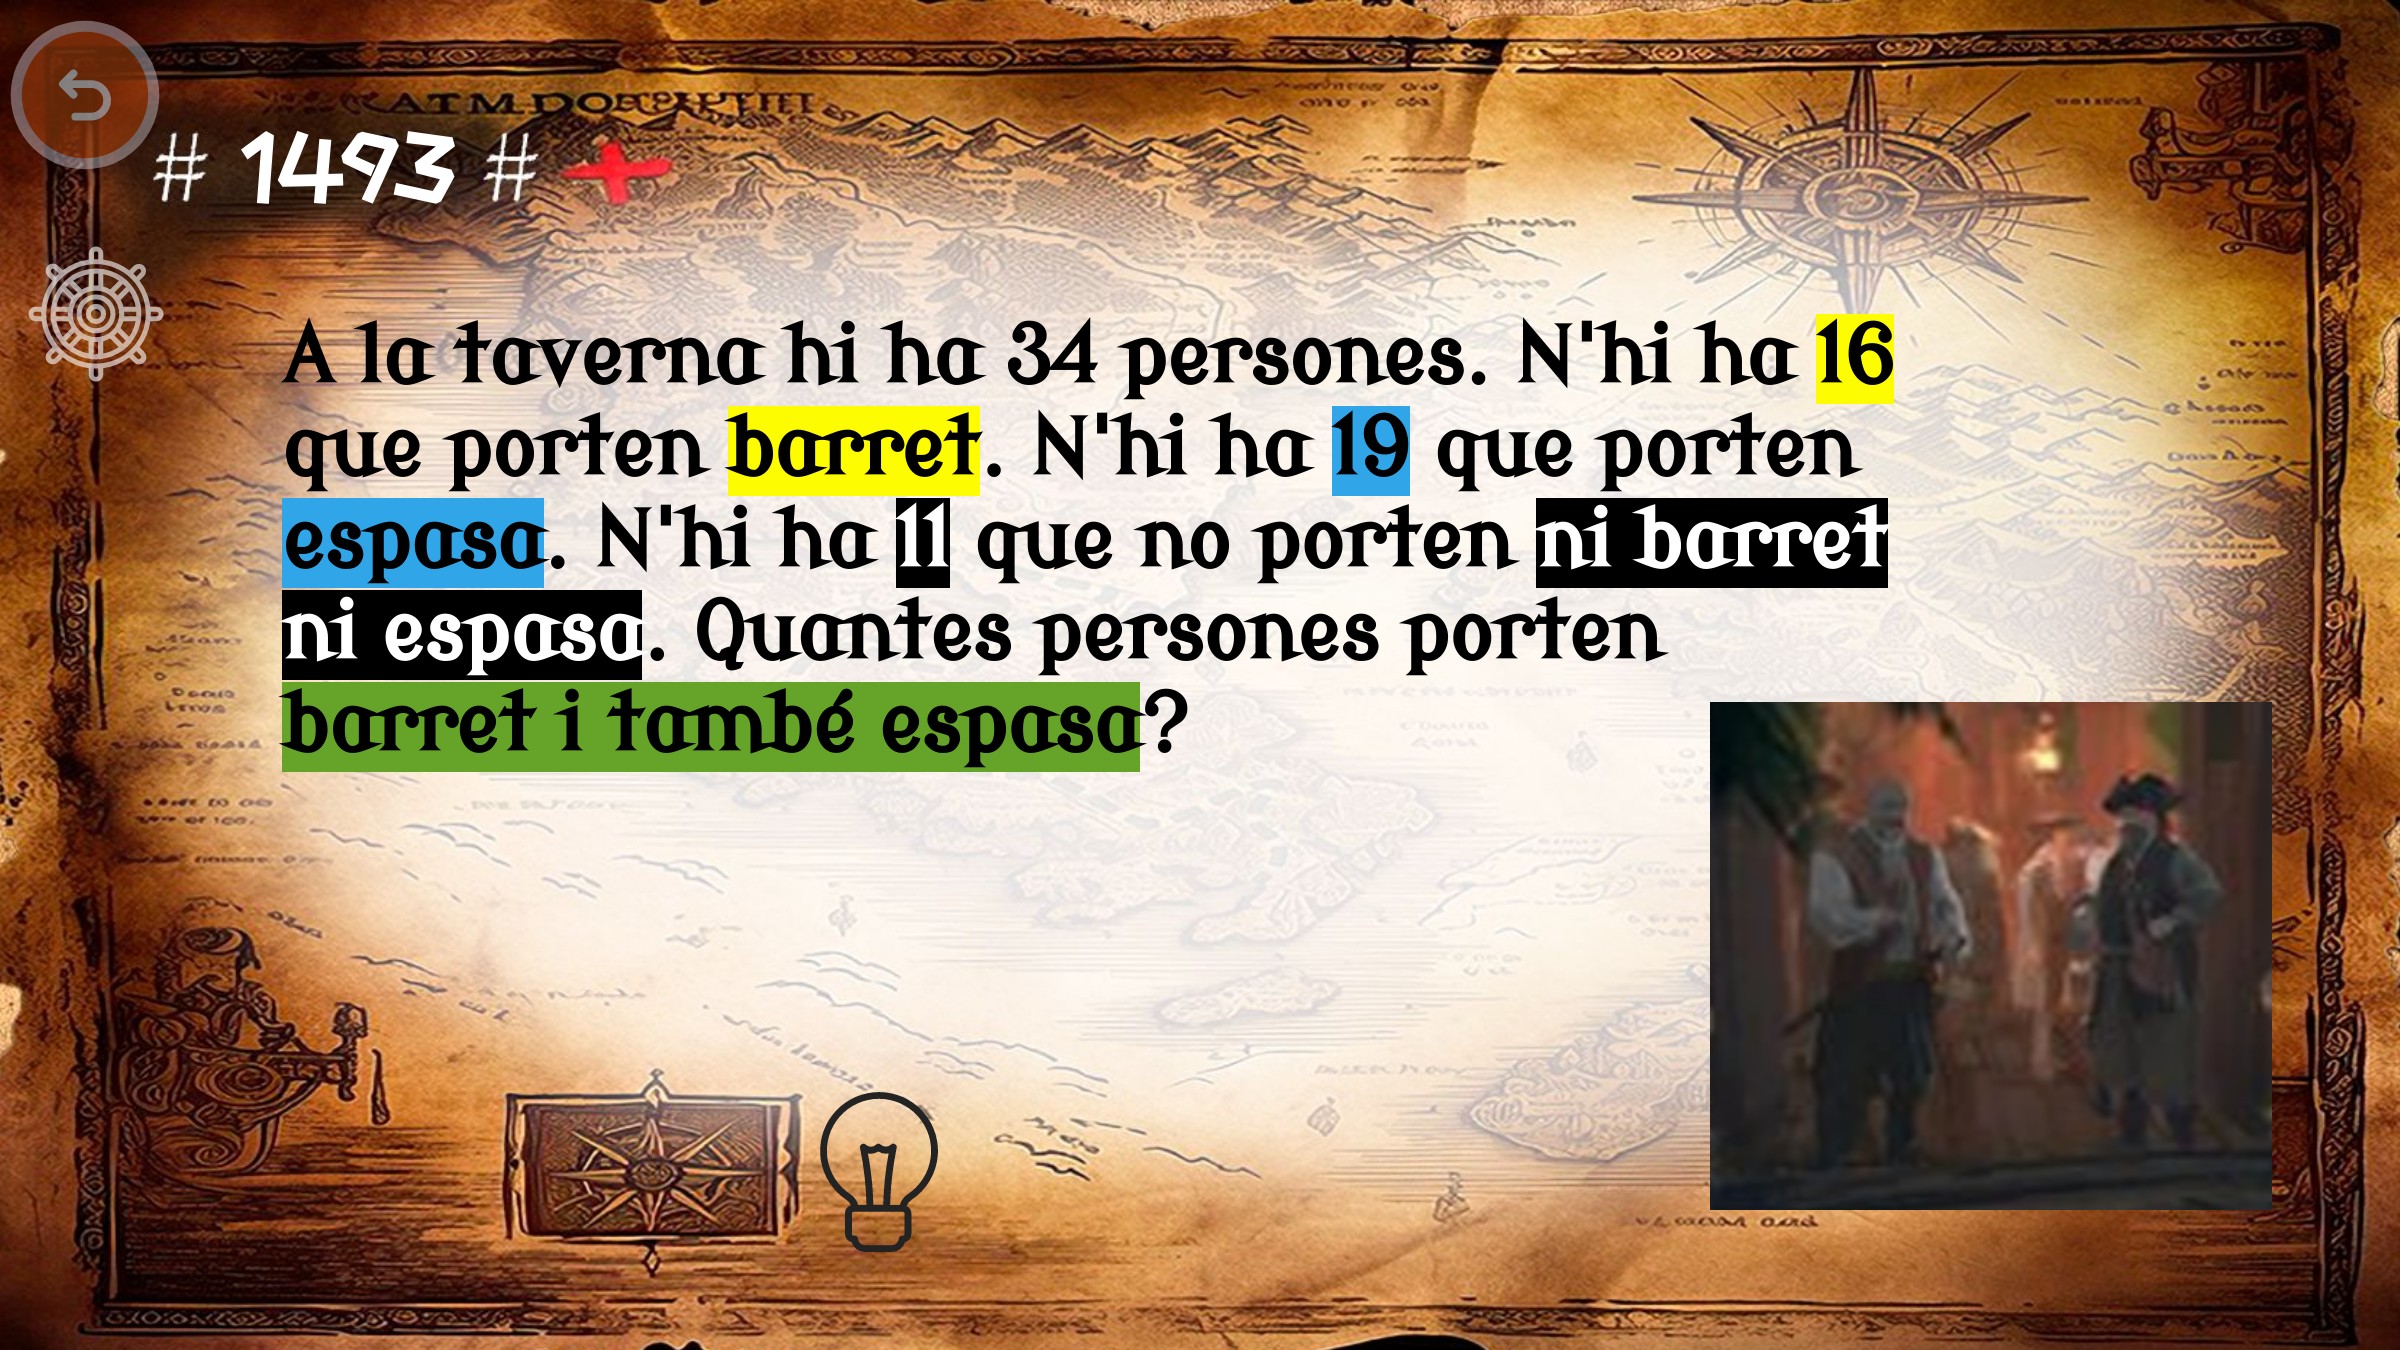 # 1493 #
A la taverna hi ha 34 persones. N'hi ha 16
que porten barret. N'hi ha 19 que porten
espasa. N'hi ha 11 que no porten ni barret
ni espasa. Quantes persones porten
barret i també espasa?